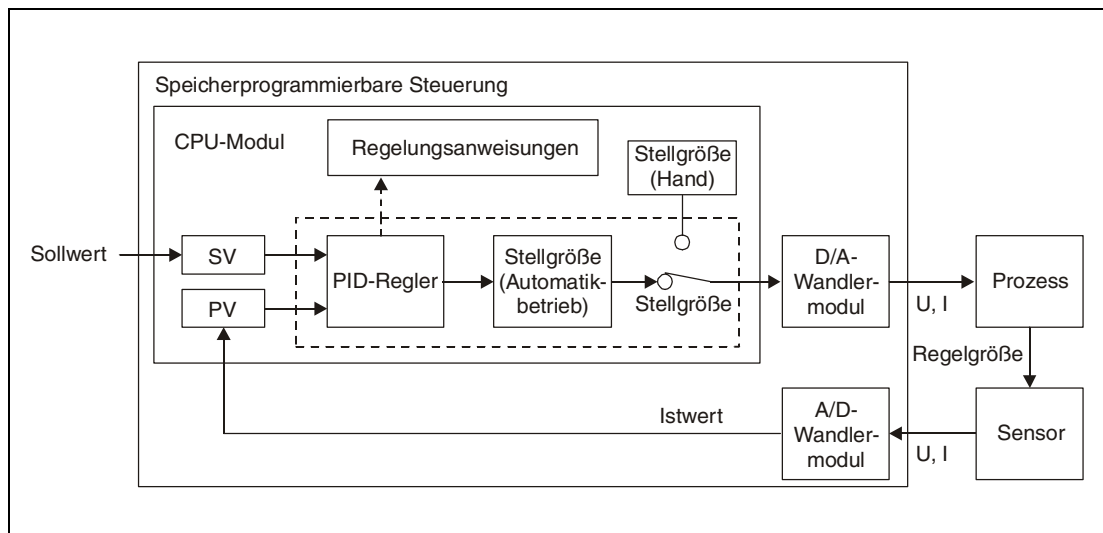 Speicherprogrammierbare Steuerung
CPU-Modul
Regelungsanweisungen
Stellgröße
(Hand)
Sollwert
SV
PV
PID-Regler
Stellgröße
(Automatik-
betrieb)
Stellgröße
D/A-
Wandler-
modul
U, I
Prozess
Regelgröße
Istwert
A/D-
Wandler-
modul
U, I
Sensor